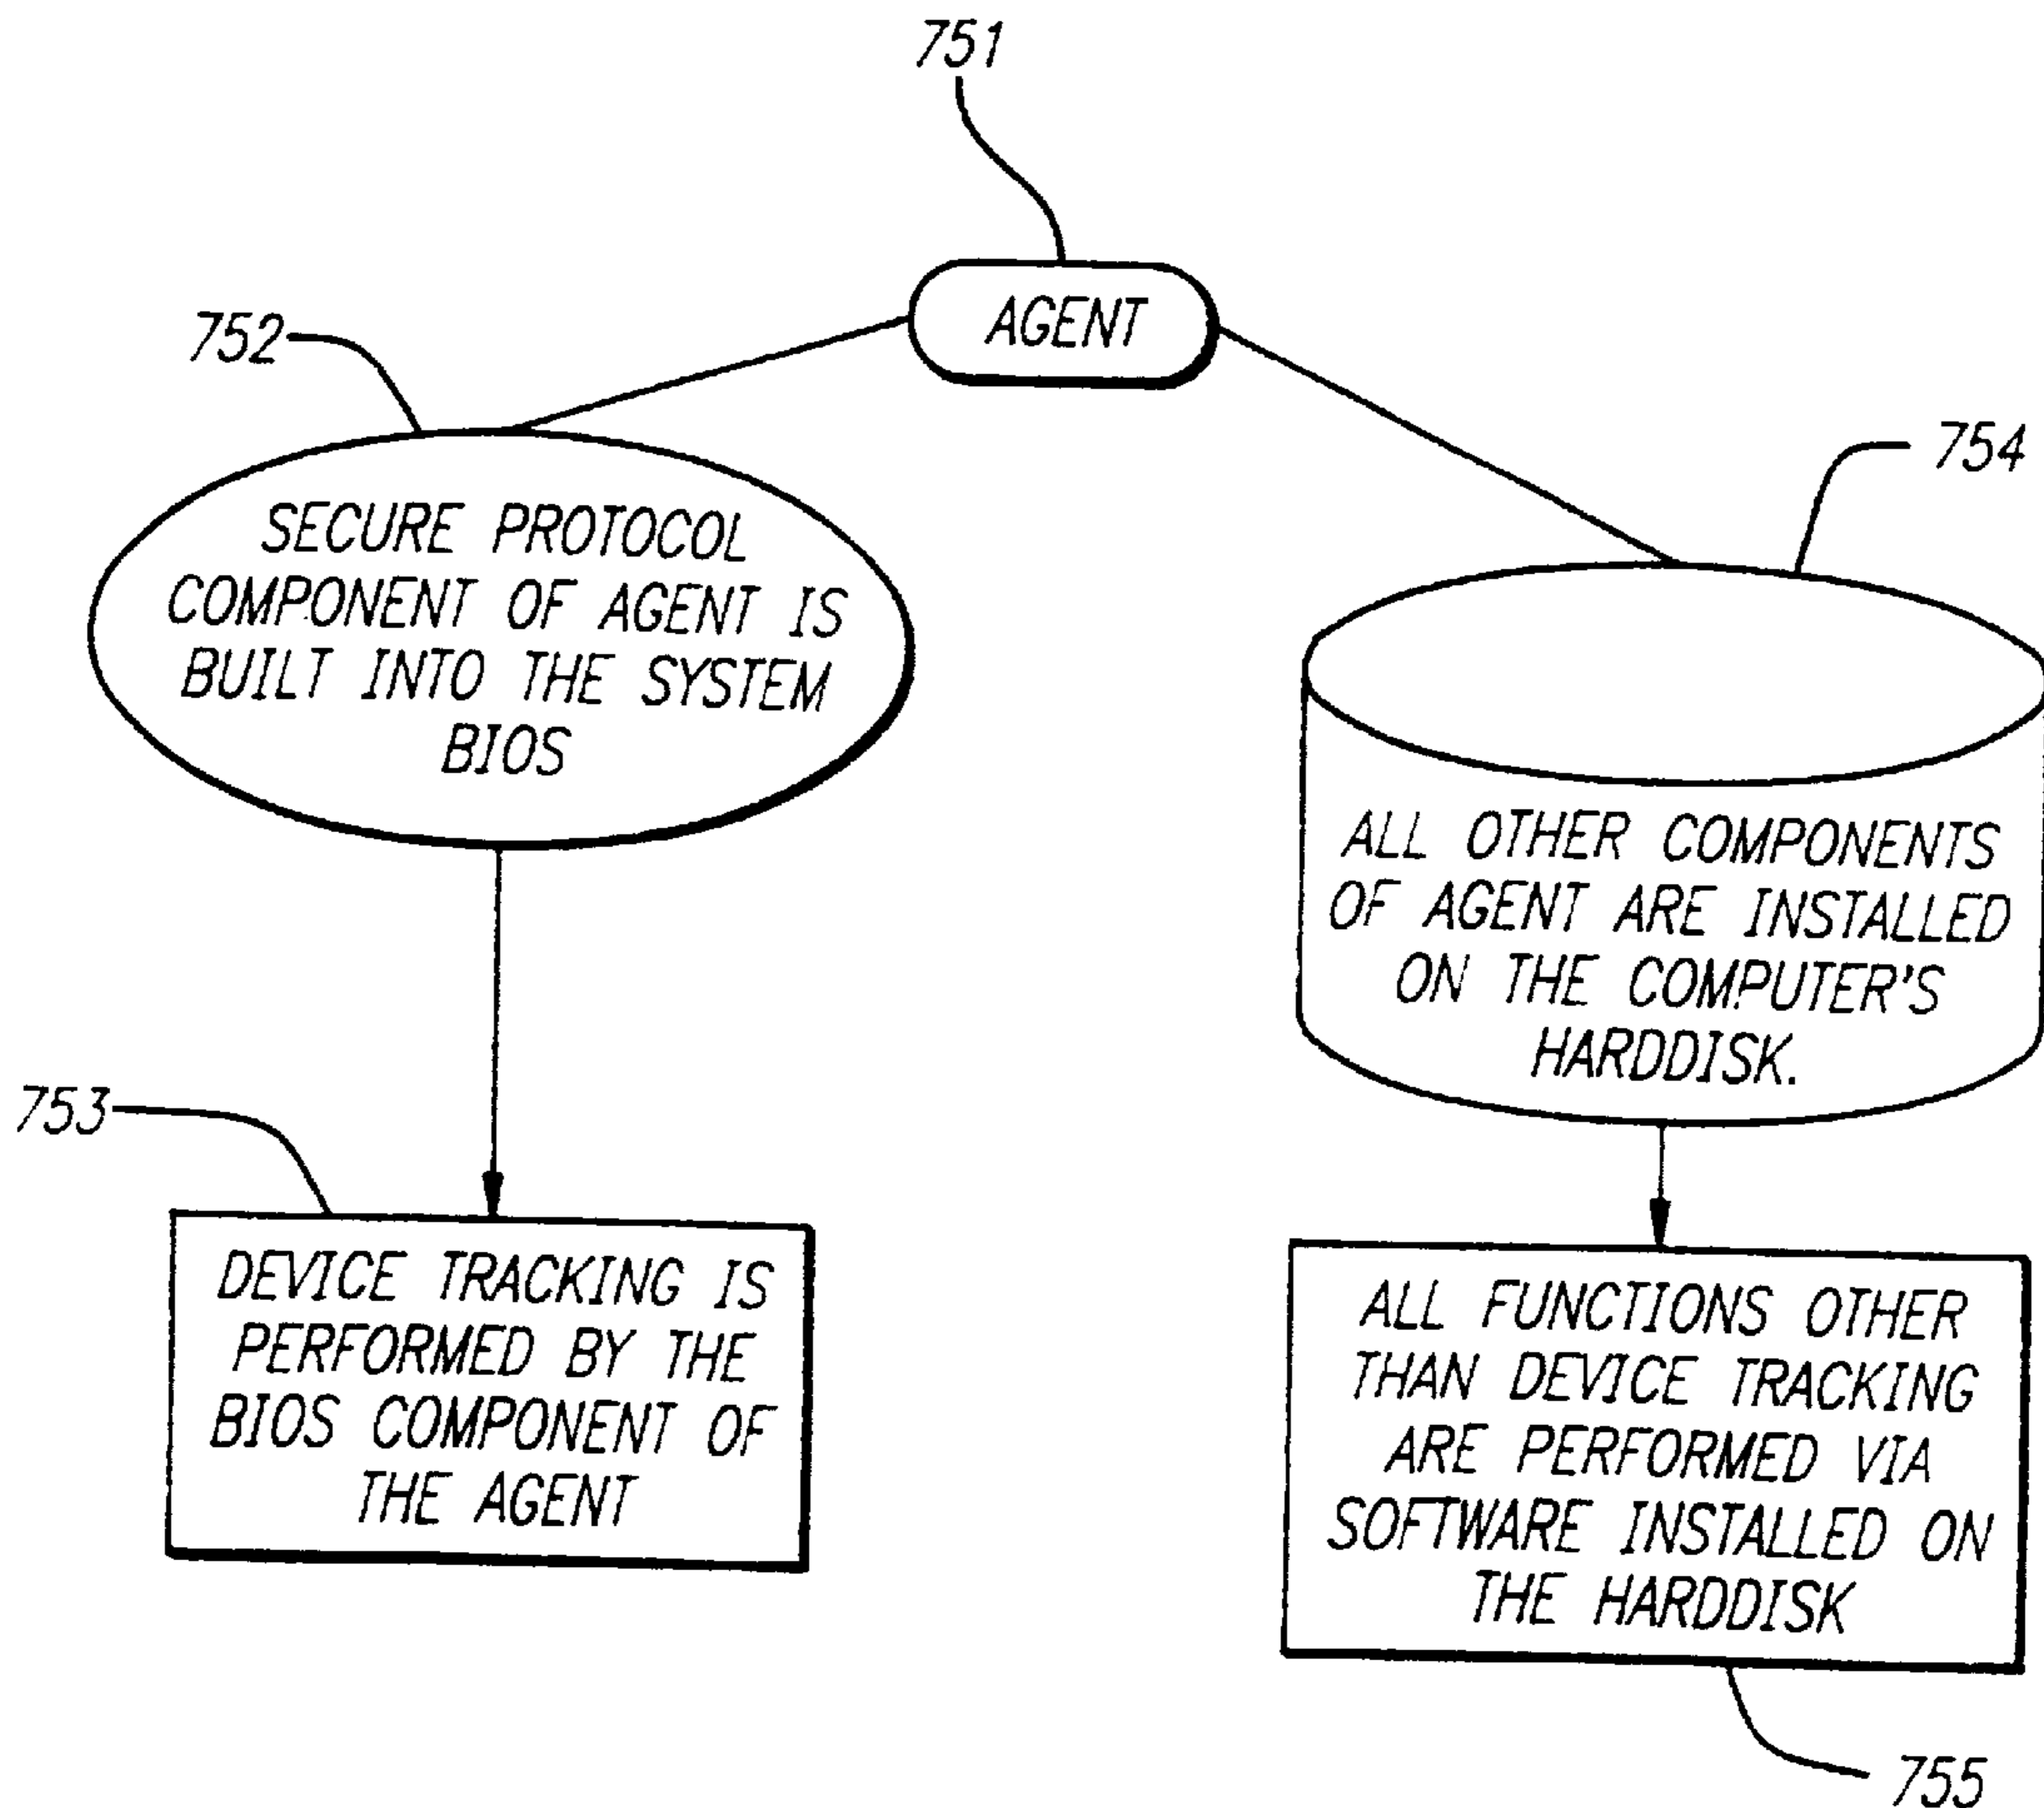 751
AGENT
752
SECURE PROTOCOL
COMPONENT OF AGENT IS
BUILT INTO THE SYSTEM
BIOS
754
ALL OTHER COMPONENTS
OF AGENT ARE INSTALLED
ON THE COMPUTER'S
HARDDISK.
753
DEVICE TRACKING IS
PERFORMED BY THE
BIOS COMPONENT OF
THE AGENT
ALL FUNCTIONS OTHER
THAN DEVICE TRACKING
ARE PERFORMED VIA
SOFTWARE INSTALLED ON
THE HARDDISK
755